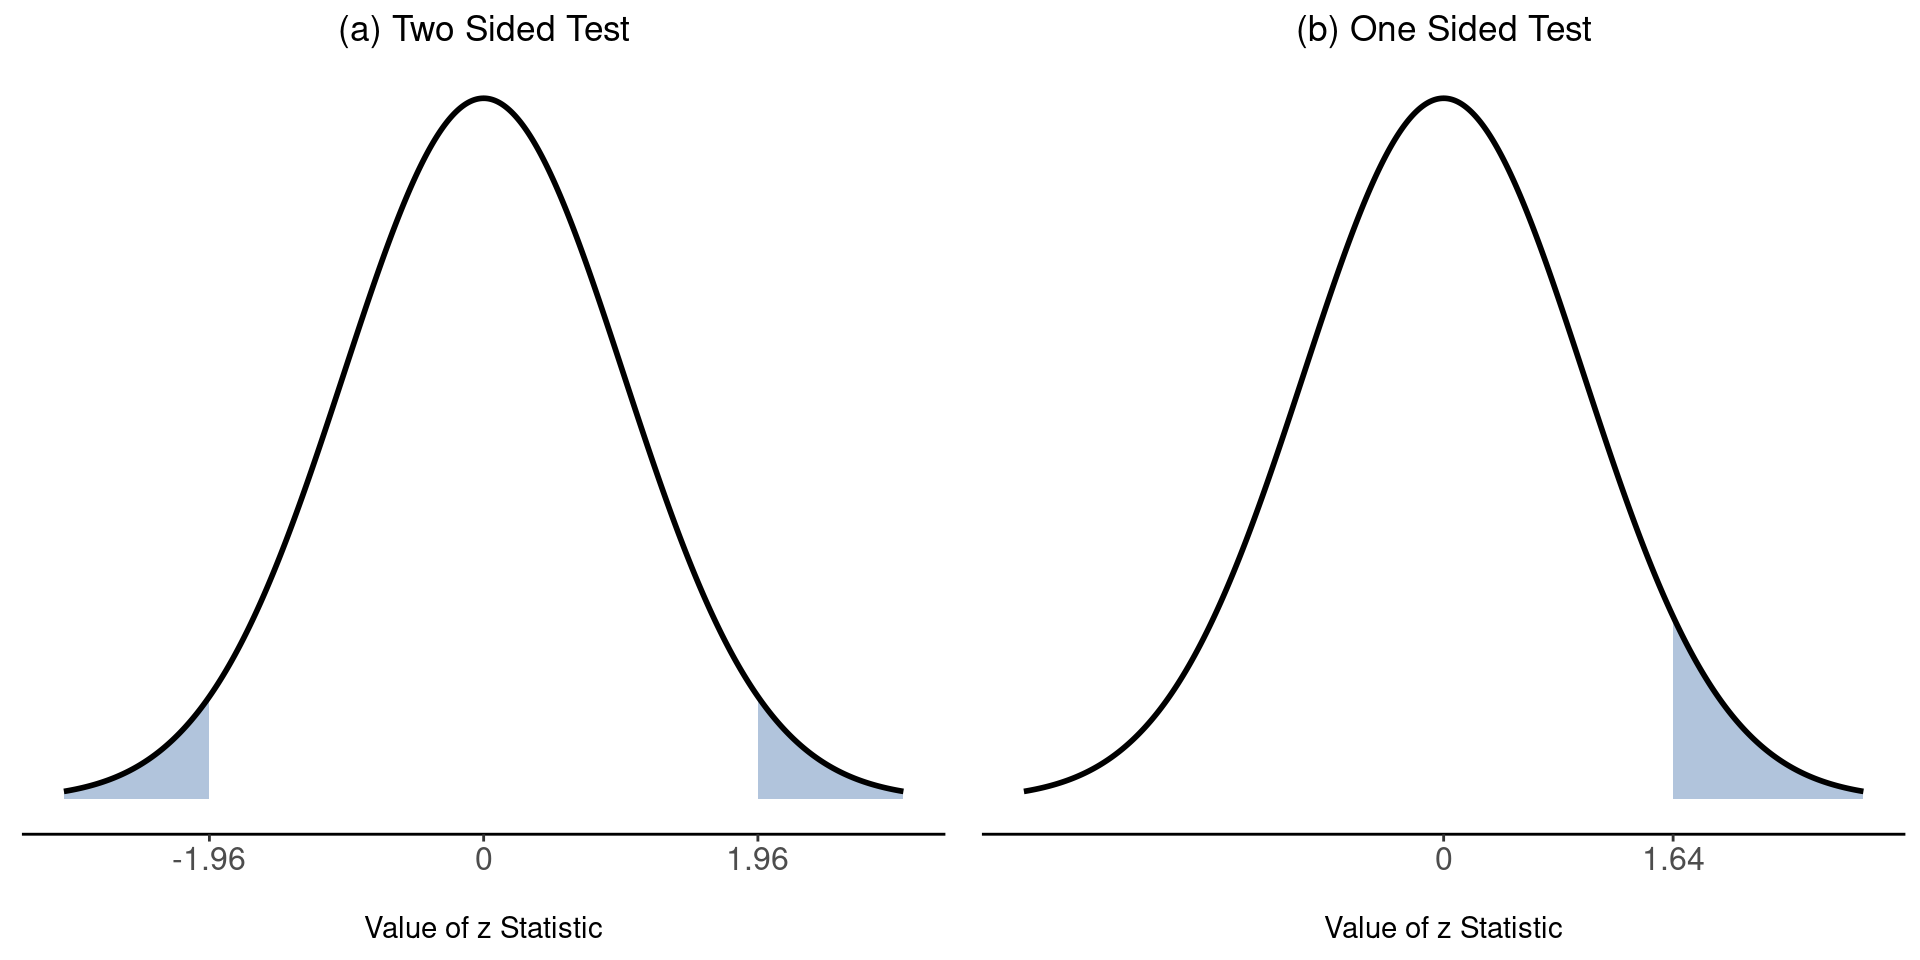 (a) Two Sided Test
-1.96 0 1.96
Value of z Statistic
(b) One Sided Test
0 1.64
Value of z Statistic